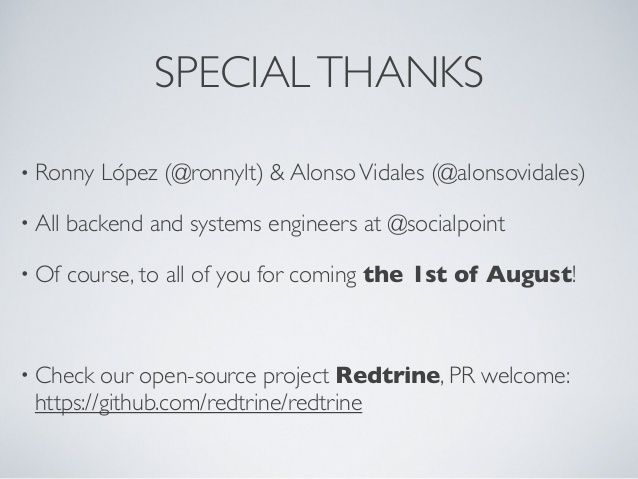 SPECIAL THANKS
• Ronny López (@ronnylt) & Alonso Vidales (@alonsovidales)
• All backend and systems engineers at @socialpoint
• Of course, to all of you for coming the 1st of August!
• Check our open-source project Redtrine, PR welcome:
https://github.com/redtrine/redtrine